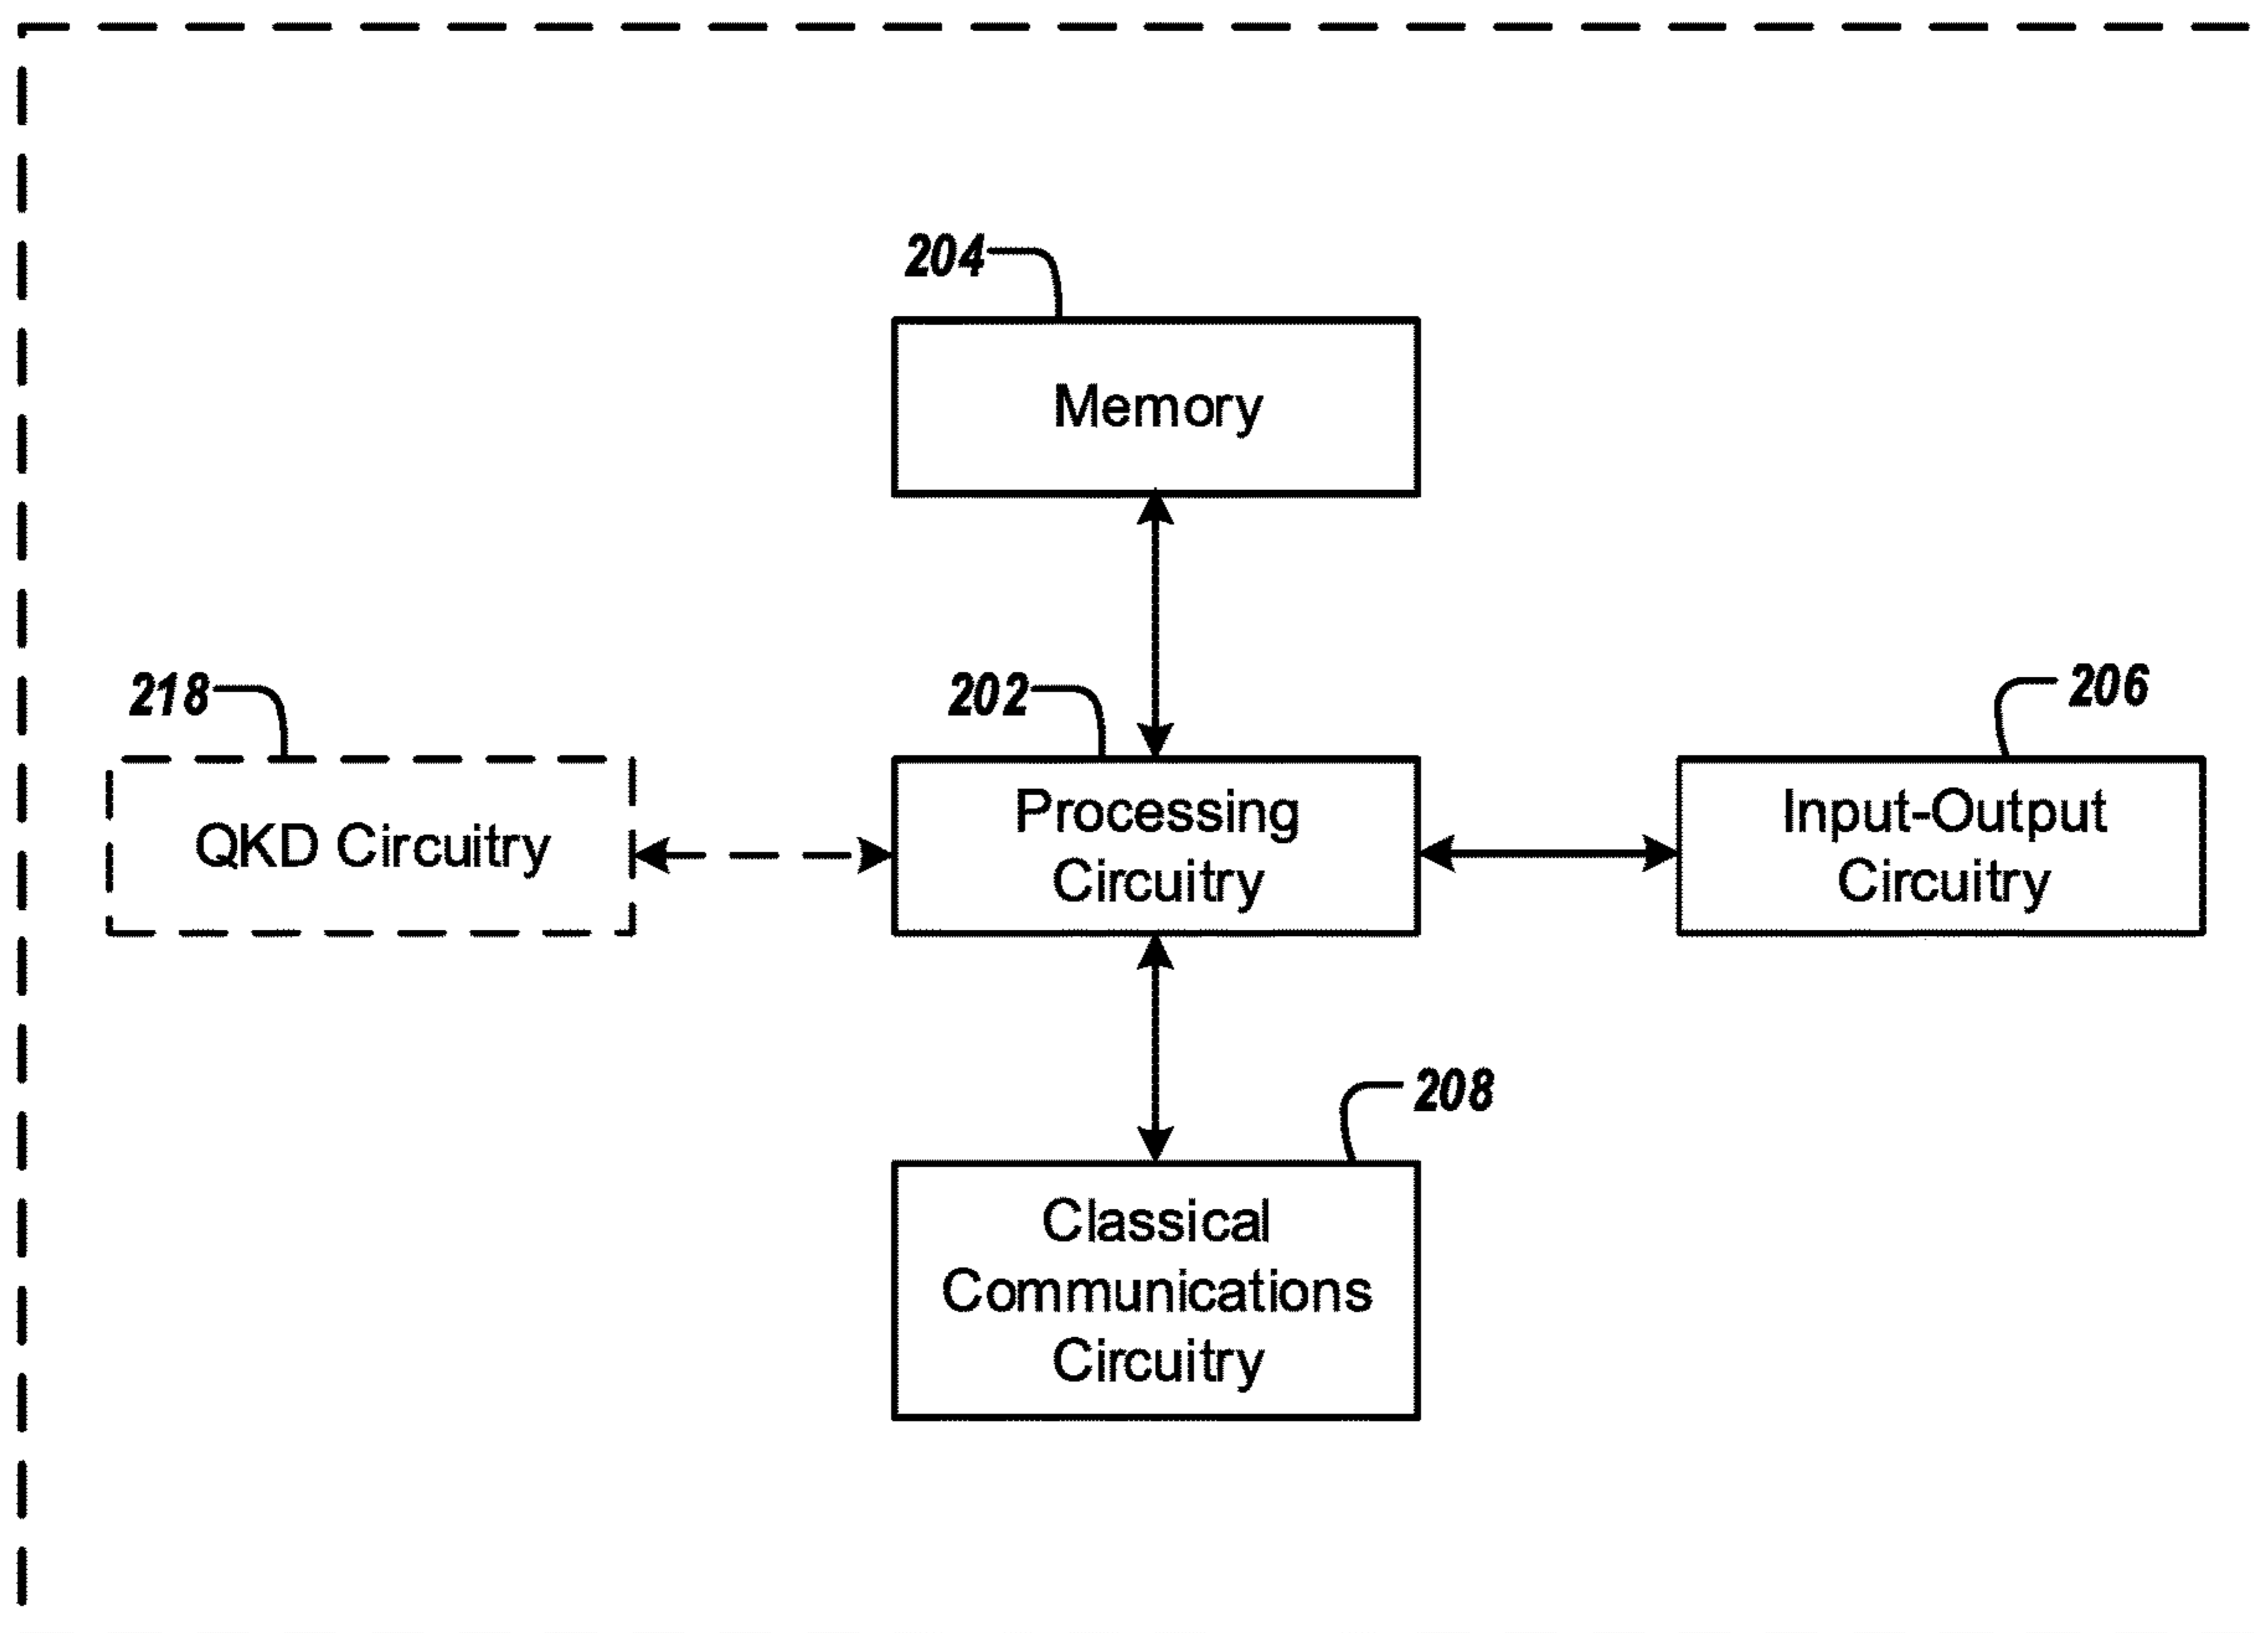 204
Memory
218
202
206
QKD Circuitry
Processing
Circuitry
Input-Output
Circuitry
208
Classical
Communications
Circuitry